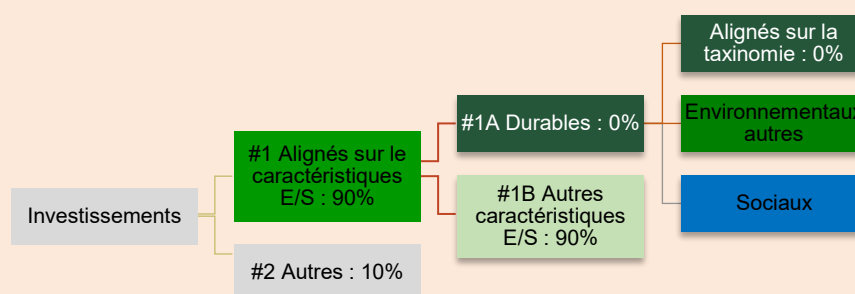 Alignés sur la
taxinomie : 0%
#1A Durables : 0%
Environnementaux
autres
#1 Alignés sur le
caractéristiques
E/S : 90%
#1B Autres
caractéristiques
E/S : 90%
Sociaux
Investissements
#2 Autres : 10%